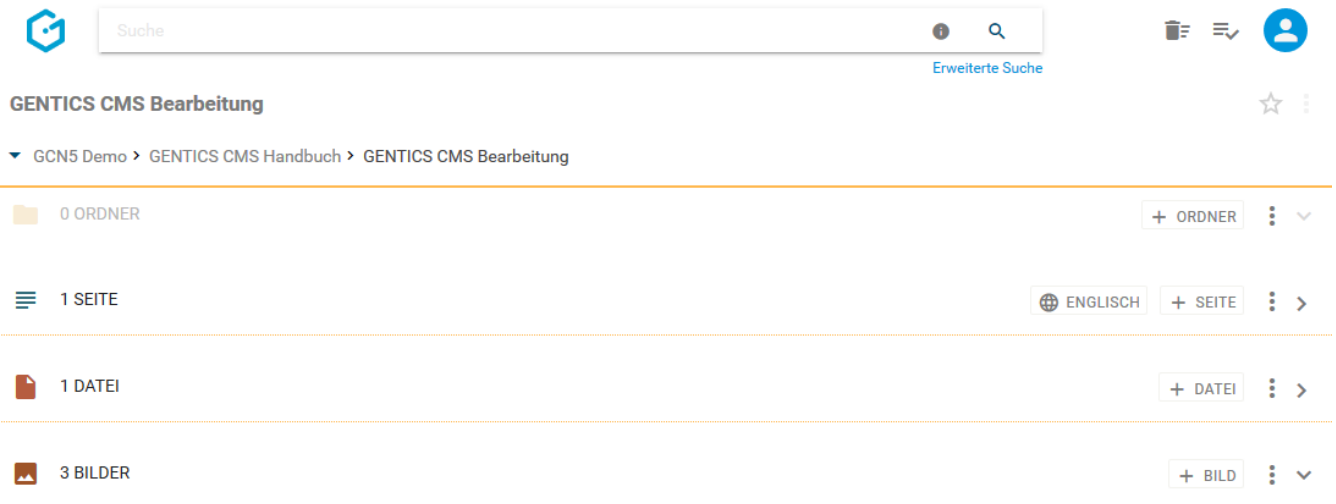 Suche
Erweiterte Suche
GENTICS CMS Bearbeitung
GCN5 Demo > GENTICS CMS Handbuch > GENTICS CMS Bearbeitung
0 ORDNER + ORDNER
1 SEITE ENGLISCH + SEITE
1 DATEI + DATEI
3 BILDER + BILD